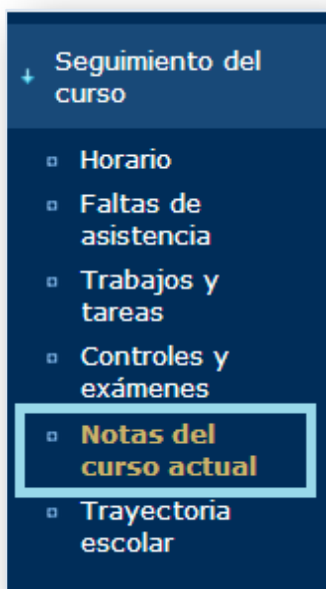 Seguimiento del
curso
Horario
Faltas de
asistencia
Trabajos y
tareas
Controles y
exámenes
Notas del
curso actual
Trayectoria
escolar